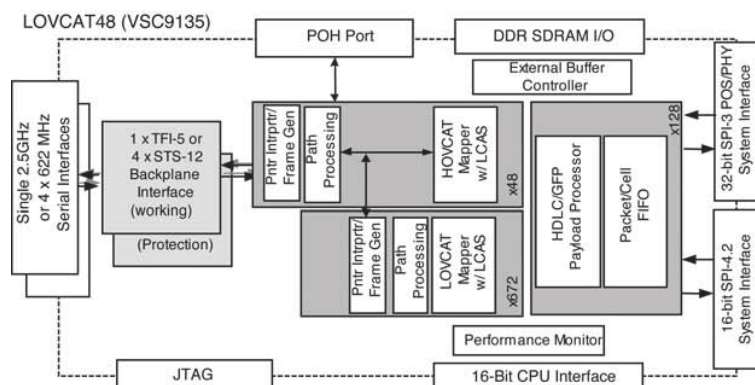 LOVCAT48 (VSC9135)
POH Port
DDR SDRAM I/O
External Buffer
Controller
Single 2.5GHz
or 4 x 622 MHz
Serial Interfaces
1 x TFI-5 or
4 x STS-12
Backplane
Interface
(working)
(Protection)
Pntr Intrprtr/
Frame Gen
Path
Processing
HOVCAT
Mapper
w/ LCAS
x48
Pntr Intrprtr/
Frame Gen
Path
Processing
LOVCAT
Mapper
w/ LCAS
x672
HDLC/GFP
Payload Processor
Packet/Cell
FIFO
x128
32-bit SPI-3 POS/PHY
System Interface
16-bit SPI-4.2
System Interface
Performance Monitor
JTAG
16-Bit CPU Interface